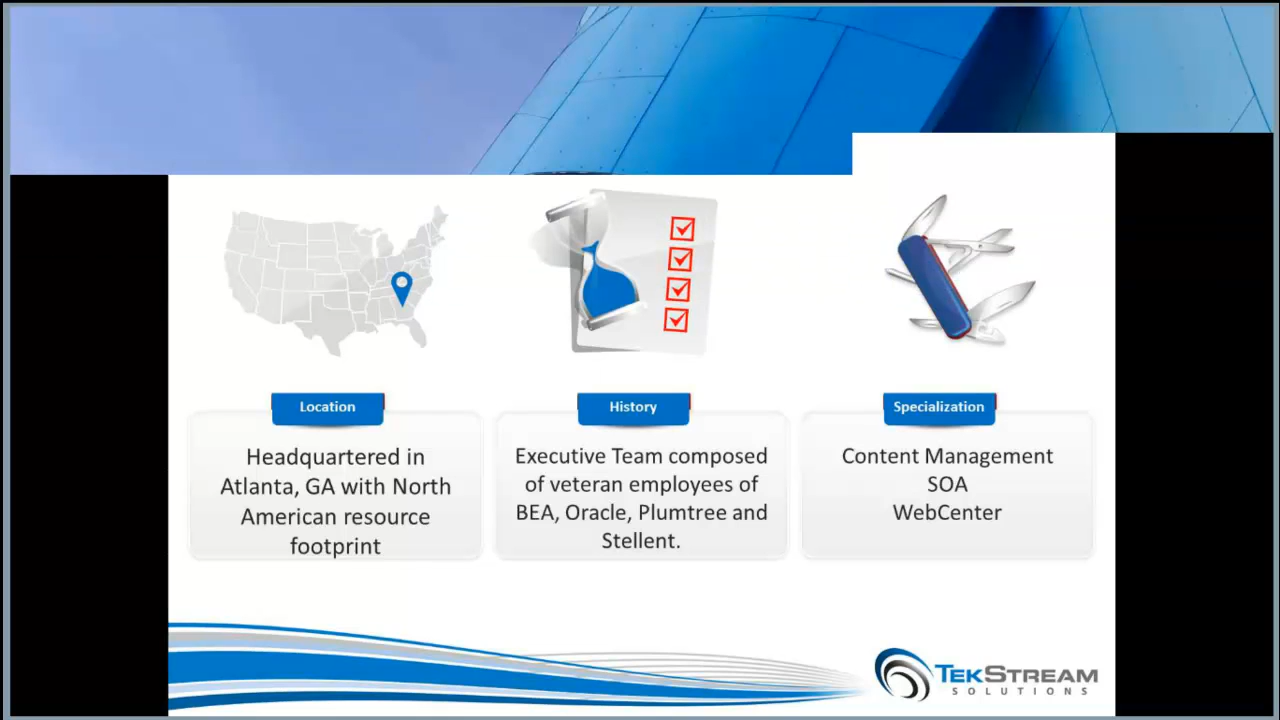 Location
Headquartered in
Atlanta, GA with North
American resource
footprint
History
Executive Team composed
of veteran employees of
BEA, Oracle, Plumtree and
Stellent.
Specialization
Content Management
SOA
WebCenter
TEKSTREAM
SOLUTIONS